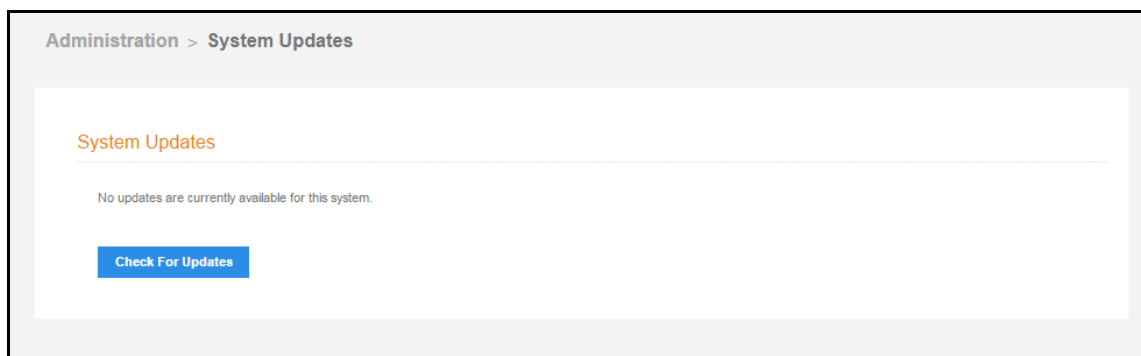 Administration > System Updates
System Updates
No updates are currently available for this system.
Check For Updates